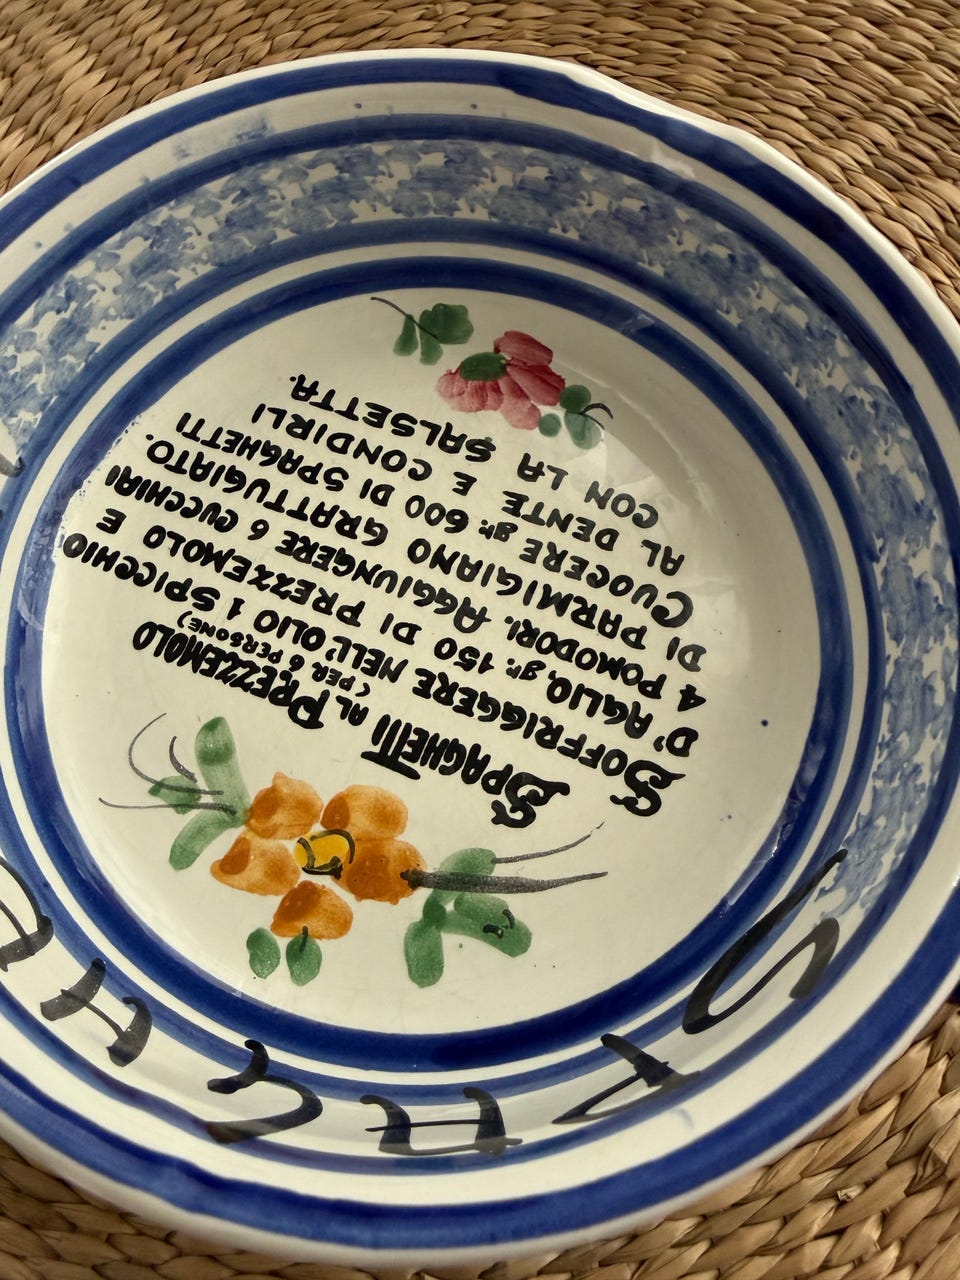 SPAGHETTI AL PREZZEMOLO
(PER 6 PERSONE)
SOFFRIGGERE NELL'OLIO 1 SPICCHIO
D'AGLIO, gr. 150 DI PREZZEMOLO E
4 POMODORI. AGGIUNGERE 6 CUCCHIAI
DI PARMIGIANO GRATTUGIATO.
CUOCERE gr. 600 DI SPAGHETTI
AL DENTE E CONDIRLI
CON LA SALSETTA.